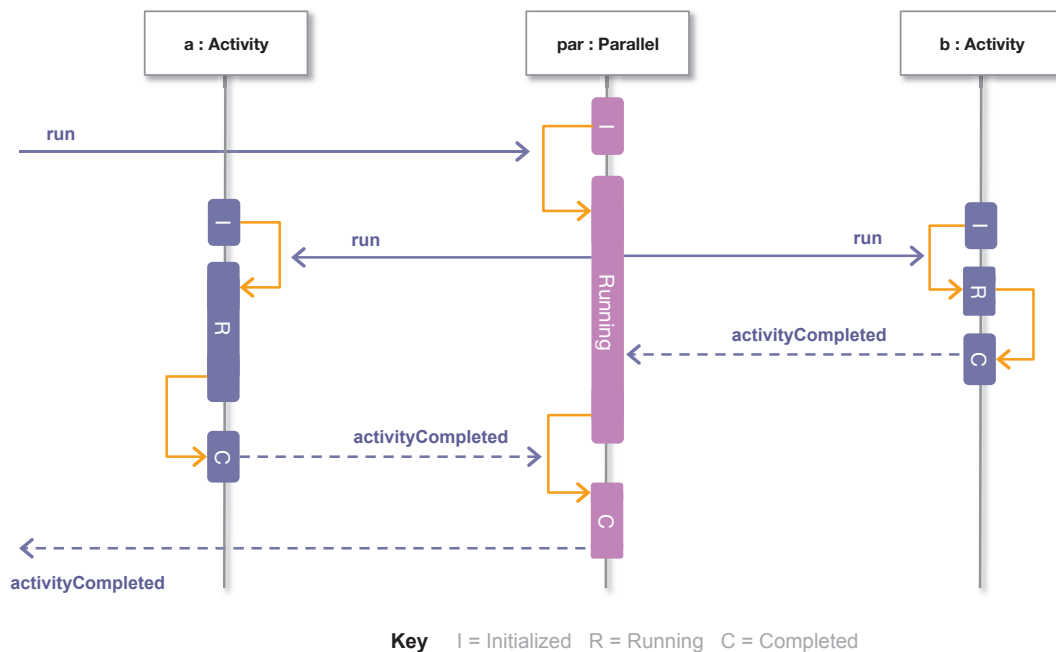 a : Activity
par : Parallel
b : Activity
I
run
I
I
run
run
Running
R
R
activityCompleted
C
activityCompleted
C
C
activityCompleted
Key I = Initialized R = Running C = Completed